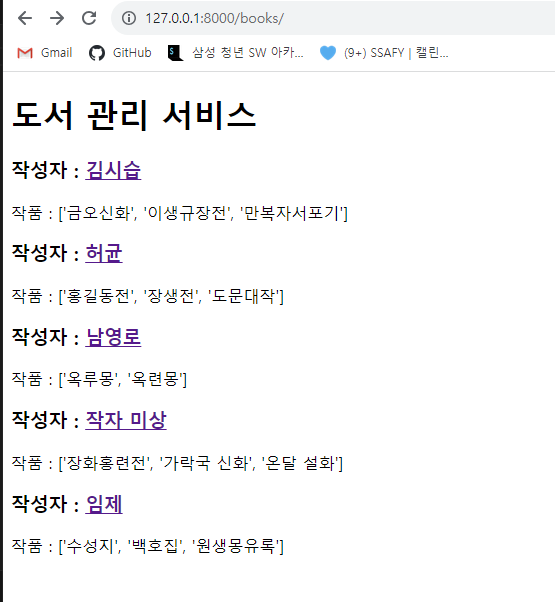 127.0.0.1:8000/books/
Gmail GitHub 삼성 청년 SW 아카... (9+) SSAFY | 캘린...
도서 관리 서비스
작성자 : 김시습
작품 : ['금오신화', '이생규장전', '만복자서포기']
작성자 : 허균
작품 : ['홍길동전', '장생전', '도문대작']
작성자 : 남영로
작품 : ['옥루몽', '옥련몽']
작성자 : 작자 미상
작품 : ['장화홍련전', '가락국 신화', '온달 설화']
작성자 : 임제
작품 : ['수성지', '백호집', '원생몽유록']